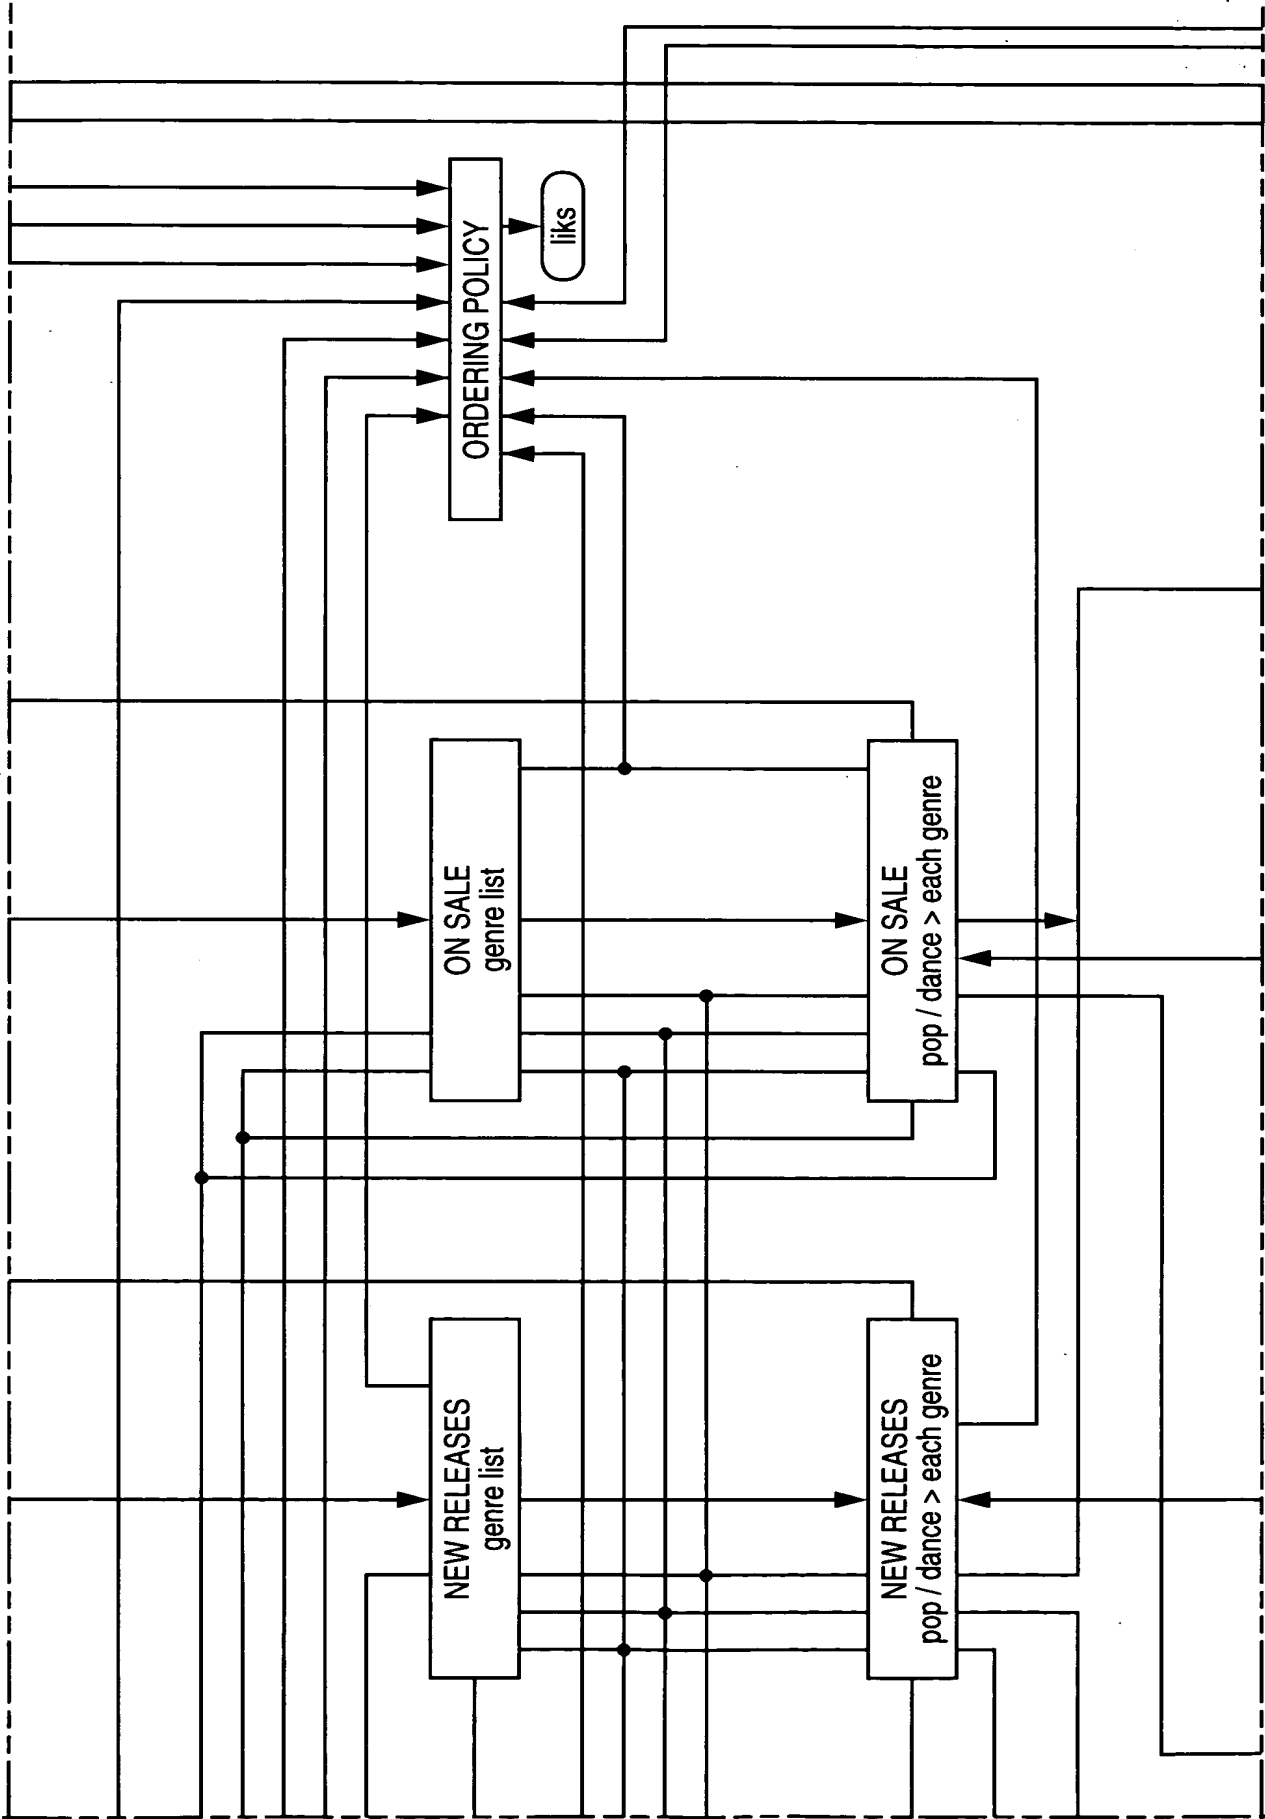 NEW RELEASES
genre list
ON SALE
genre list
ORDERING POLICY
liks
NEW RELEASES
pop / dance > each genre
ON SALE
pop / dance > each genre